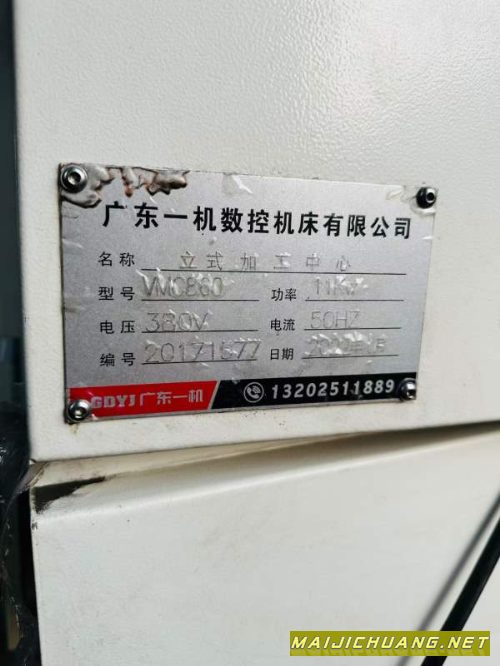 广东一机数控机床有限公司
名称 立式加工中心
型号 VMC860 功率 11KW
电压 380V 电流 50HZ
编号 20171577 日期
GDYJ 广东一机 13202511889
MAIJICHUANG.NET